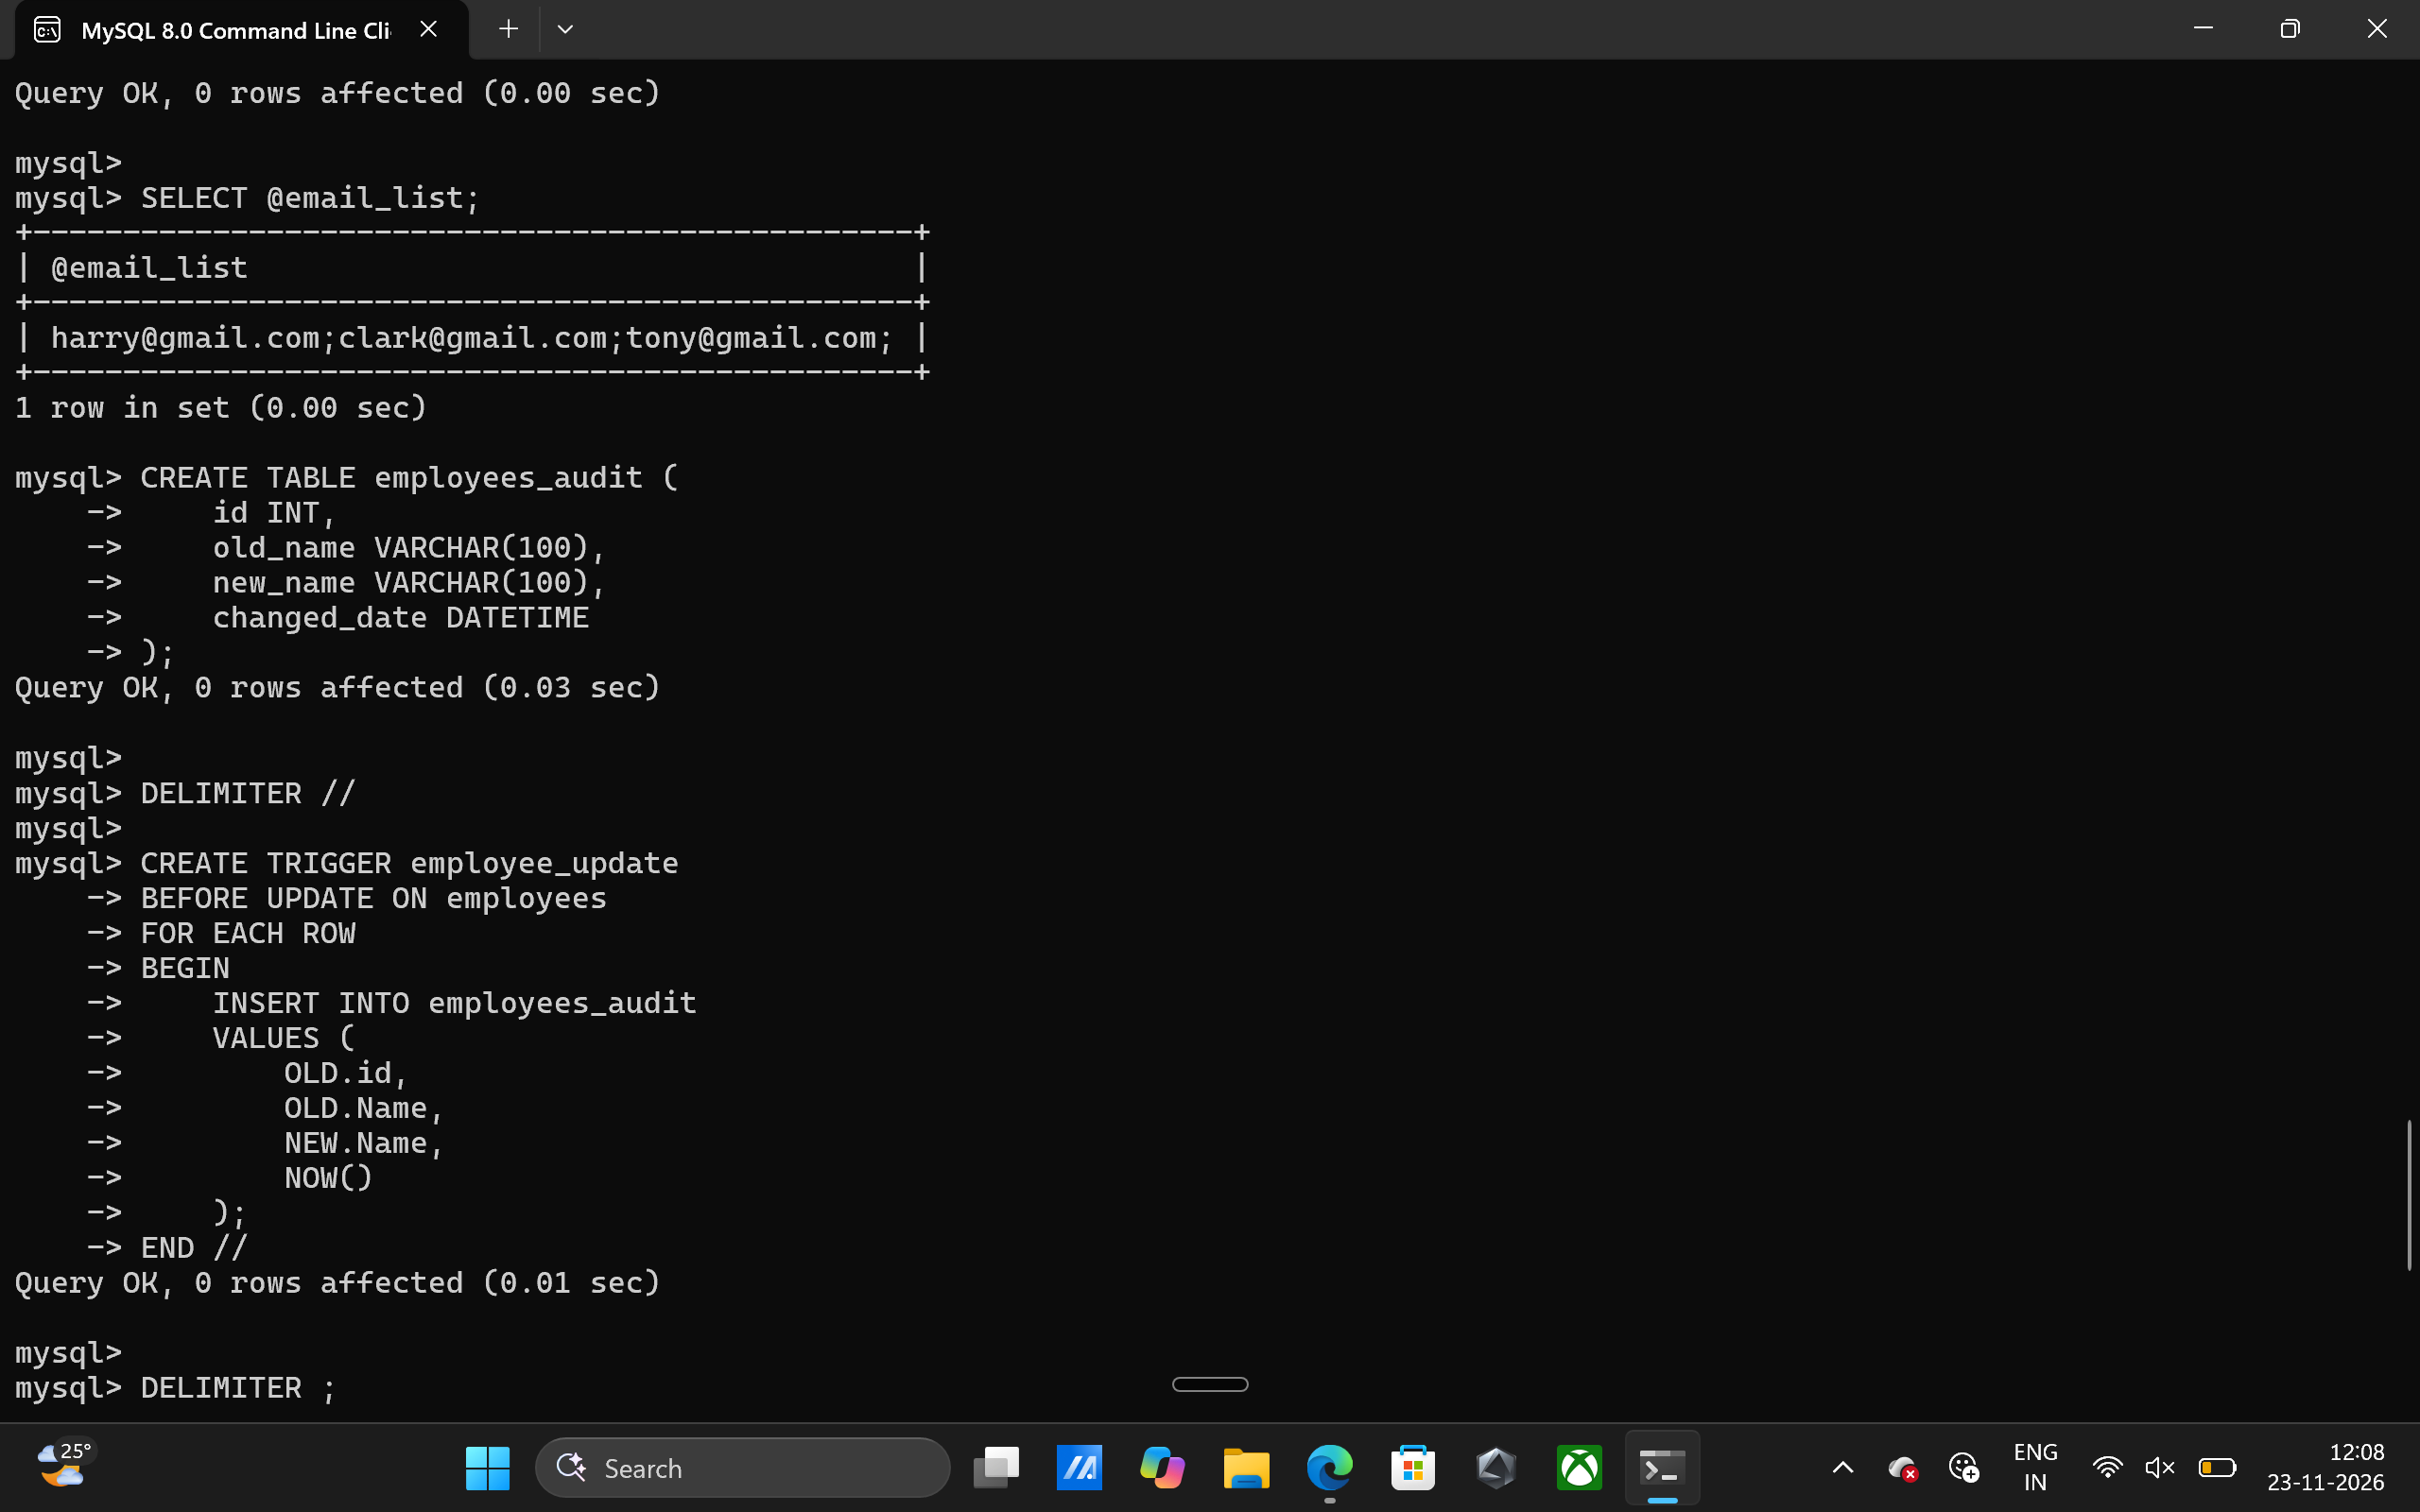 MySQL 8.0 Command Line Cli
Query OK, 0 rows affected (0.00 sec)
mysql>
mysql> SELECT @email_list;
+------------------------------------------------+
| @email_list                                    |
+------------------------------------------------+
| harry@gmail.com;clark@gmail.com;tony@gmail.com; |
+------------------------------------------------+
1 row in set (0.00 sec)
mysql> CREATE TABLE employees_audit (
    ->     id INT,
    ->     old_name VARCHAR(100),
    ->     new_name VARCHAR(100),
    ->     changed_date DATETIME
    -> );
Query OK, 0 rows affected (0.03 sec)
mysql>
mysql> DELIMITER //
mysql>
mysql> CREATE TRIGGER employee_update
    -> BEFORE UPDATE ON employees
    -> FOR EACH ROW
    -> BEGIN
    ->     INSERT INTO employees_audit
    ->     VALUES (
    ->         OLD.id,
    ->         OLD.Name,
    ->         NEW.Name,
    ->         NOW()
    ->     );
    -> END //
Query OK, 0 rows affected (0.01 sec)
mysql>
mysql> DELIMITER ;
25°
Search
ENG
IN
12:08
23-11-2026